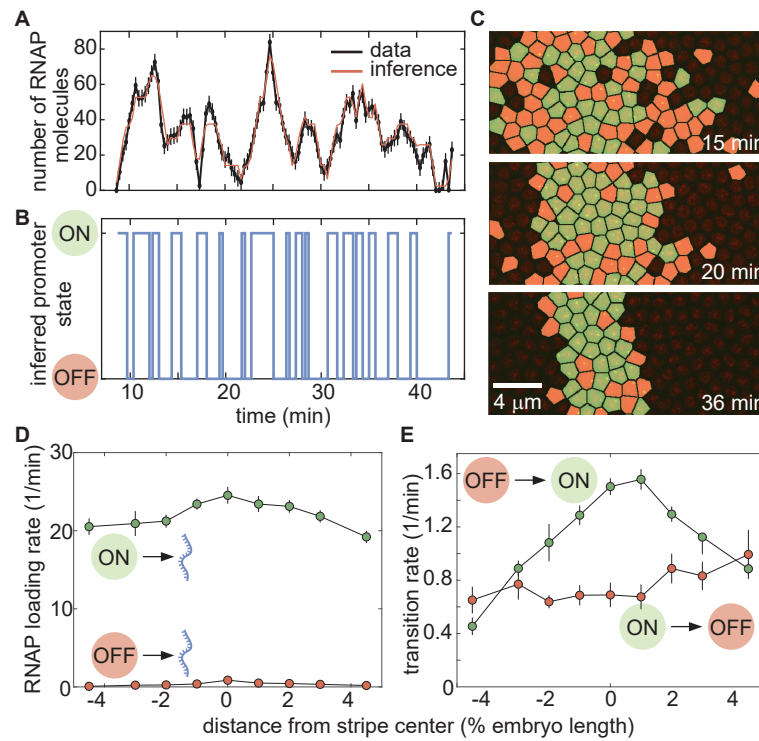 A
number of RNAP
molecules
80
60
40
20
0
data
inference
B
inferred promoter
state
ON
OFF
10
20
30
40
time (min)
C
15 min
20 min
36 min
4 μm
D
RNAP loading rate (1/min)
30
20
10
0
ON
OFF
-4
-2
0
2
4
E
transition rate (1/min)
1.6
1.2
0.8
0.4
OFF ON
ON OFF
-4
-2
0
2
4
distance from stripe center (% embryo length)